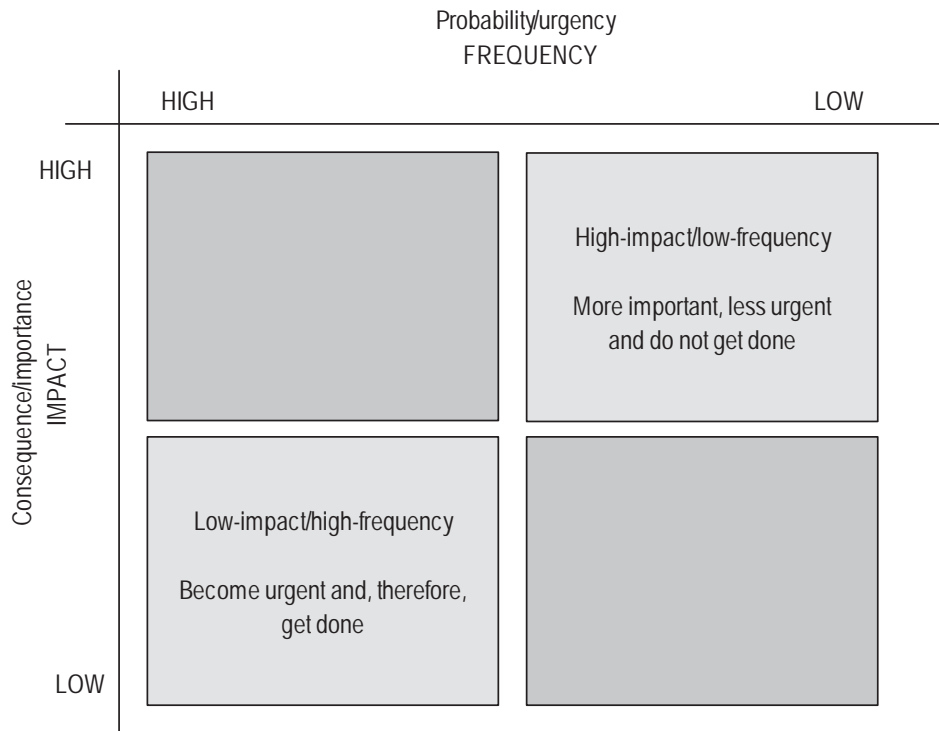 Probability/urgency
FREQUENCY
HIGH
LOW
HIGH
High-impact/low-frequency
More important, less urgent
and do not get done
Consequence/importance
IMPACT
Low-impact/high-frequency
Become urgent and, therefore,
get done
LOW